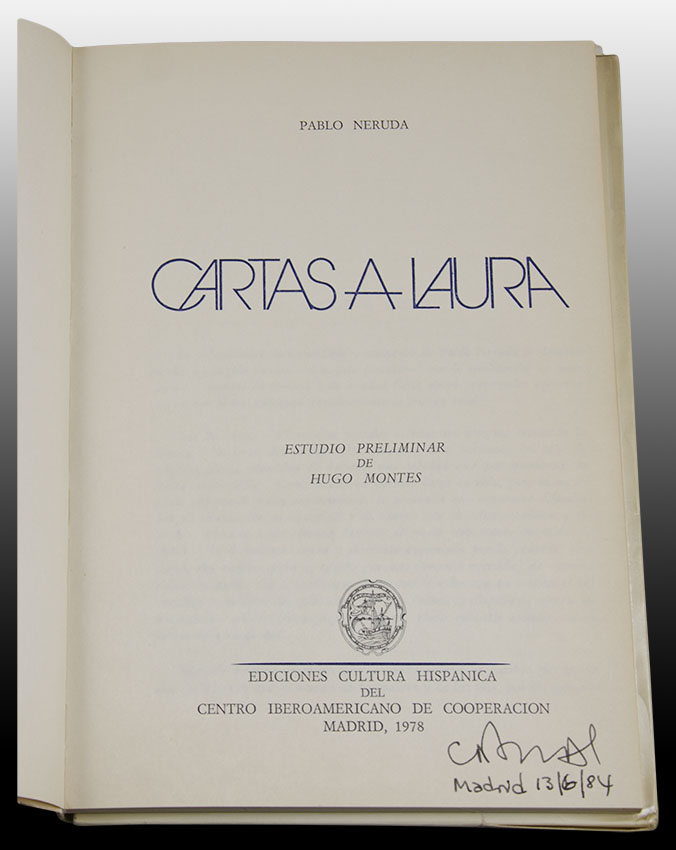 PABLO NERUDA
CARTAS A LAURA
ESTUDIO PRELIMINAR
DE
HUGO MONTES
EDICIONES CULTURA HISPANICA
DEL
CENTRO IBEROAMERICANO DE COOPERACION
MADRID, 1978
Madrid 13/6/84